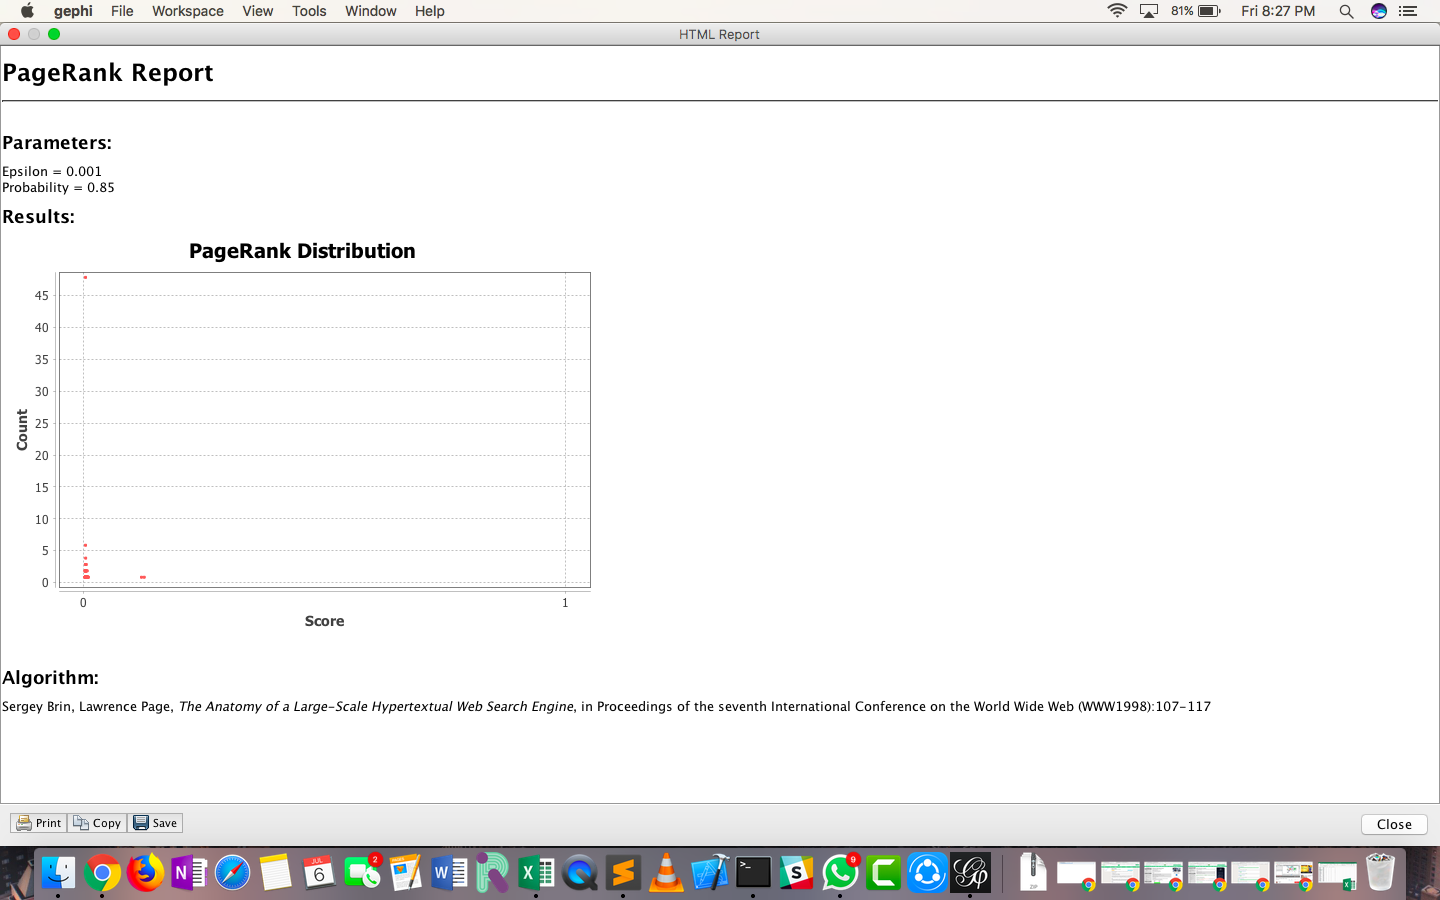 gephi File Workspace View Tools Window Help 81% Fri 8:27 PM
HTML Report
PageRank Report
Parameters:
Epsilon = 0.001
Probability = 0.85
Results:
PageRank Distribution
45
40
35
30
25
20
15
10
5
0
Count
0 1
Score
Algorithm:
Sergey Brin, Lawrence Page, The Anatomy of a Large-Scale Hypertextual Web Search Engine, in Proceedings of the seventh International Conference on the World Wide Web (WWW1998):107-117
Print Copy Save Close
N JUL 6 2 W R X >_ S 9 C ZIP